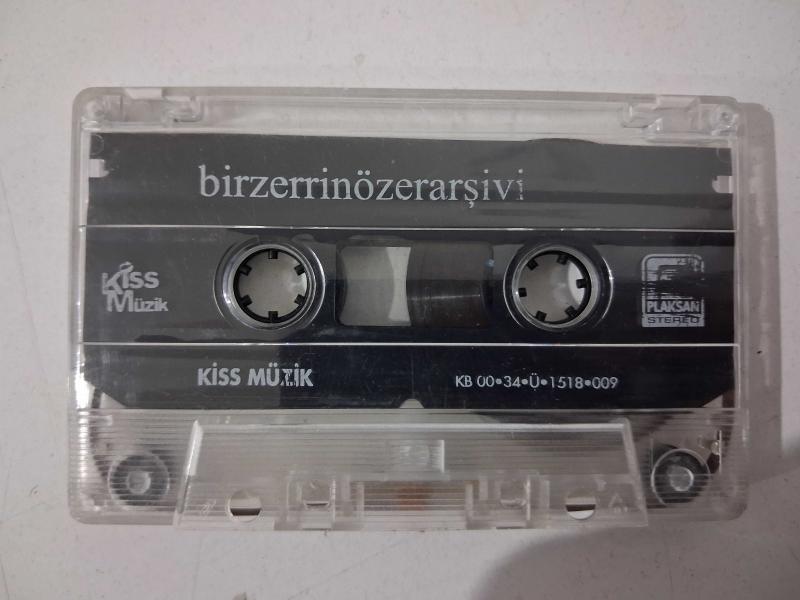 birzerrinözerarşivi
Kiss
Müzik
PLAKSAN
STEREO
KİSS MÜZİK
KB 00•34•Ü•1518•009